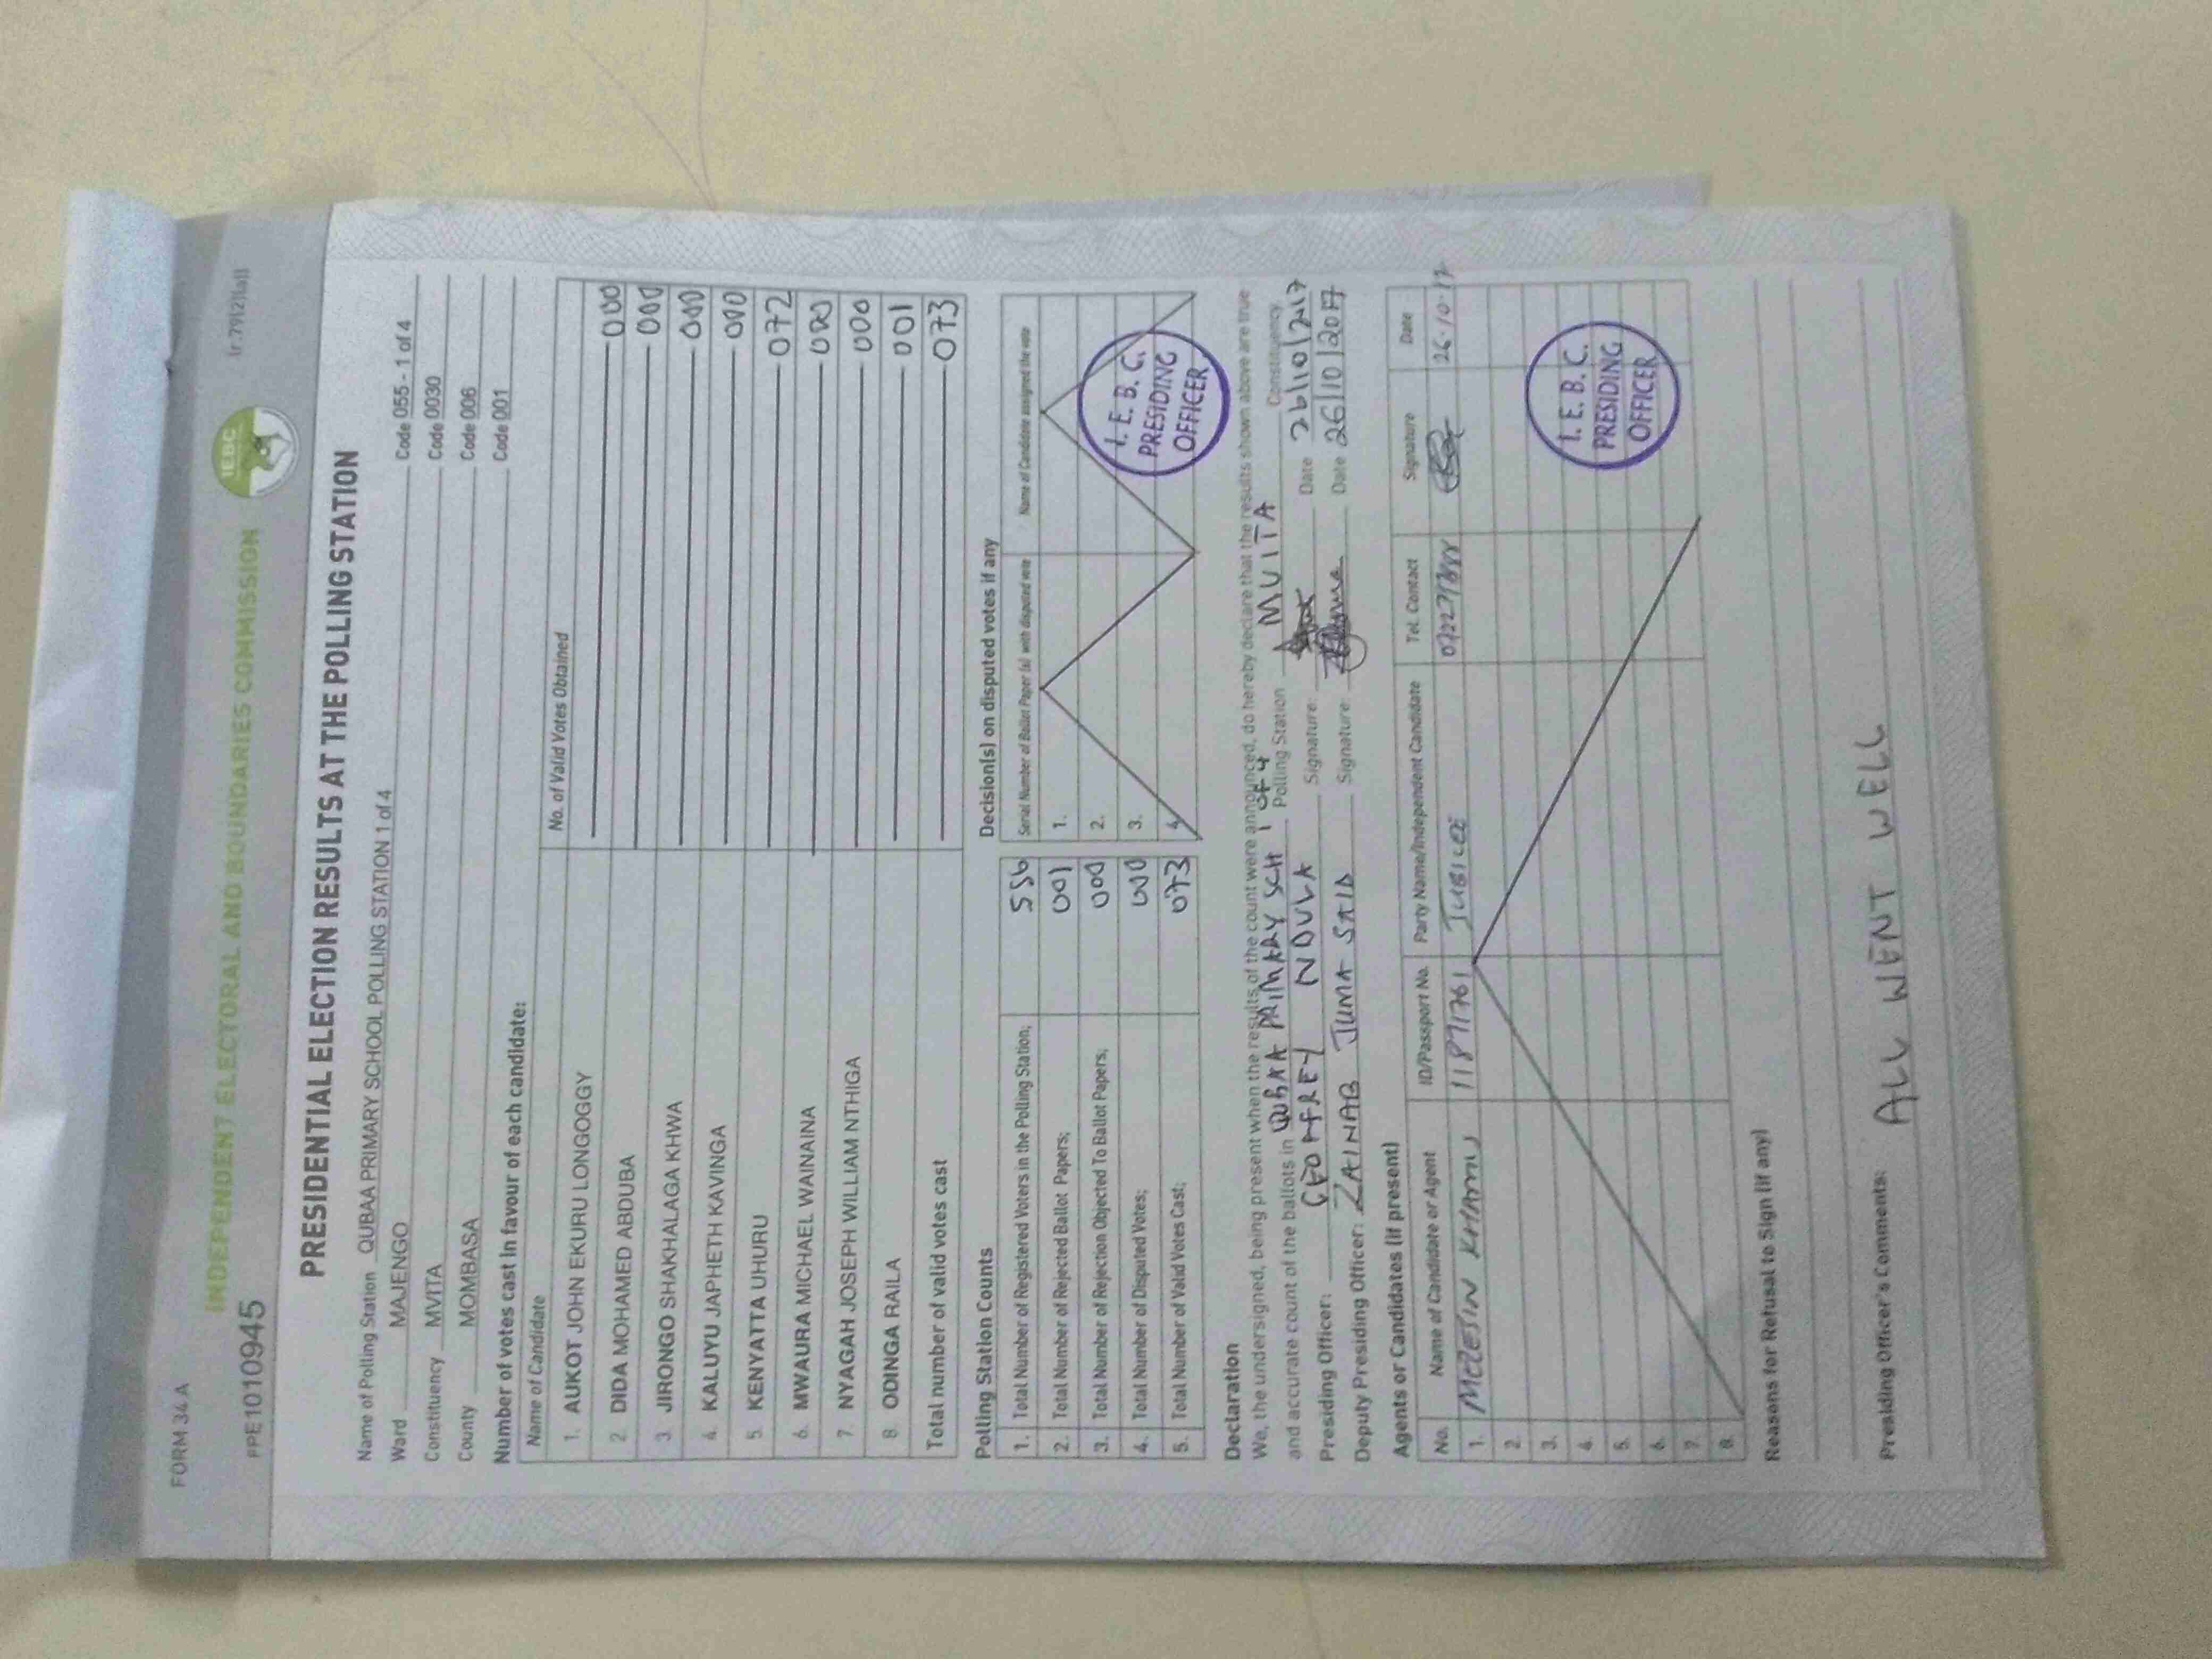 FORM 34 A
INDEPENDENT ELECTORAL AND BOUNDARIES COMMISSION
IEBC
(r.79(2)(a))
PPE1010945
PRESIDENTIAL ELECTION RESULTS AT THE POLLING STATION
Name of Polling Station QUBAA PRIMARY SCHOOL POLLING STATION 1 of 4
Ward MAJENGO Code 055 - 1 of 4
Constituency MVITA Code 0030
County MOMBASA Code 006
Code 001
Number of votes cast in favour of each candidate:
Name of Candidate No. of Valid Votes Obtained
1. AUKOT JOHN EKURU LONGOGGY 000
2. DIDA MOHAMED ABDUBA 000
3. JIRONGO SHAKHALAGA KHWA 000
4. KALUYU JAPHETH KAVINGA 000
5. KENYATTA UHURU 072
6. MWAURA MICHAEL WAINAINA 000
7. NYAGAH JOSEPH WILLIAM NTHIGA 000
8. ODINGA RAILA 001
Total number of valid votes cast 073
Polling Station Counts
1. Total Number of Registered Voters in the Polling Station; 556
2. Total Number of Rejected Ballot Papers; 001
3. Total Number of Rejection Objected To Ballot Papers; 000
4. Total Number of Disputed Votes; 000
5. Total Number of Valid Votes Cast; 073
Decision(s) on disputed votes if any
Serial Number of Ballot Paper (s) with disputed vote Name of Candidate assigned the vote
1.
2.
3.
4.
I. E. B. C.
PRESIDING
OFFICER
Declaration
We, the undersigned, being present when the results of the count were announced, do hereby declare that the results shown above are true
and accurate count of the ballots in QUBAA PRIMARY SCH 1 OF 4 Polling Station MVITA Constituency
Presiding Officer: GEOFFREY NDULA Signature: Date 26/10/2017
Deputy Presiding Officer: ZAINAB JUMA SAID Signature: Date 26/10/2017
Agents or Candidates (if present)
No. Name of Candidate or Agent ID/Passport No. Party Name/Independent Candidate Tel. Contact Signature Date
1. KHAMU 11871761 JUBILEE 26-10-17
2.
3.
4.
5.
6.
7.
8.
I. E. B. C.
PRESIDING
OFFICER
Reasons for Refusal to Sign (if any)
Presiding Officer's Comments: ALL WENT WELL